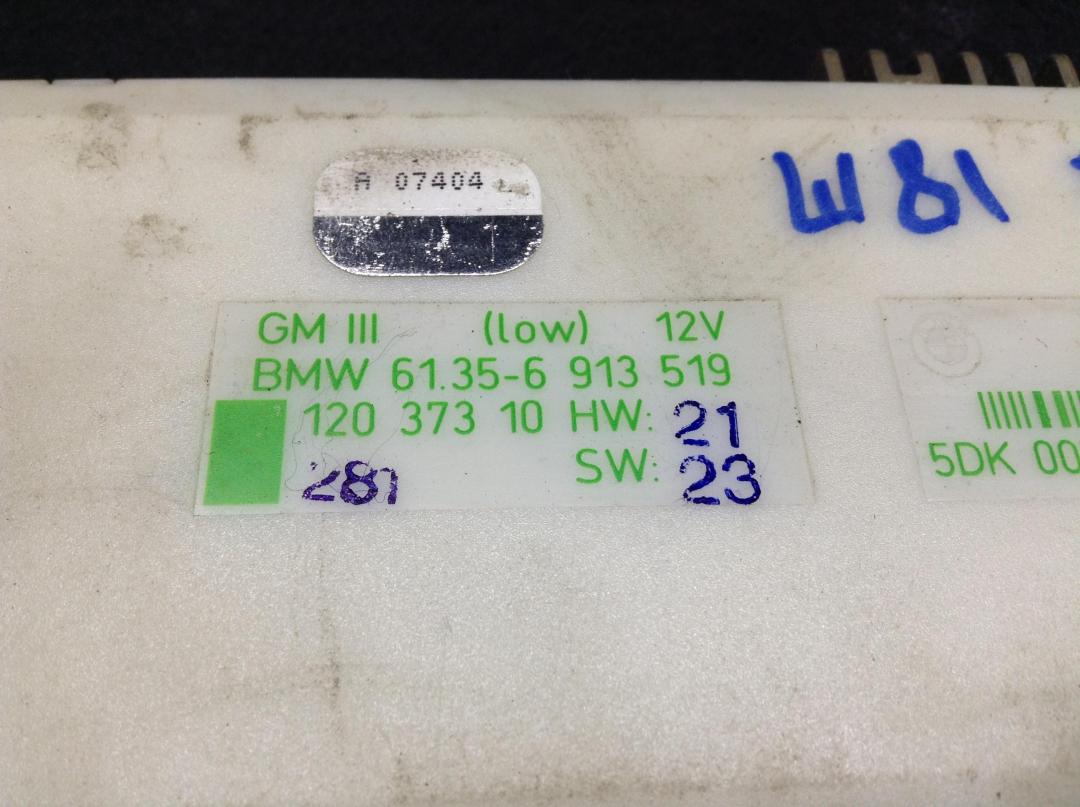 A 07404
W81
GM III (low) 12V
BMW 61.35-6 913 519
120 373 10 HW: 21
281 SW: 23
5DK 00